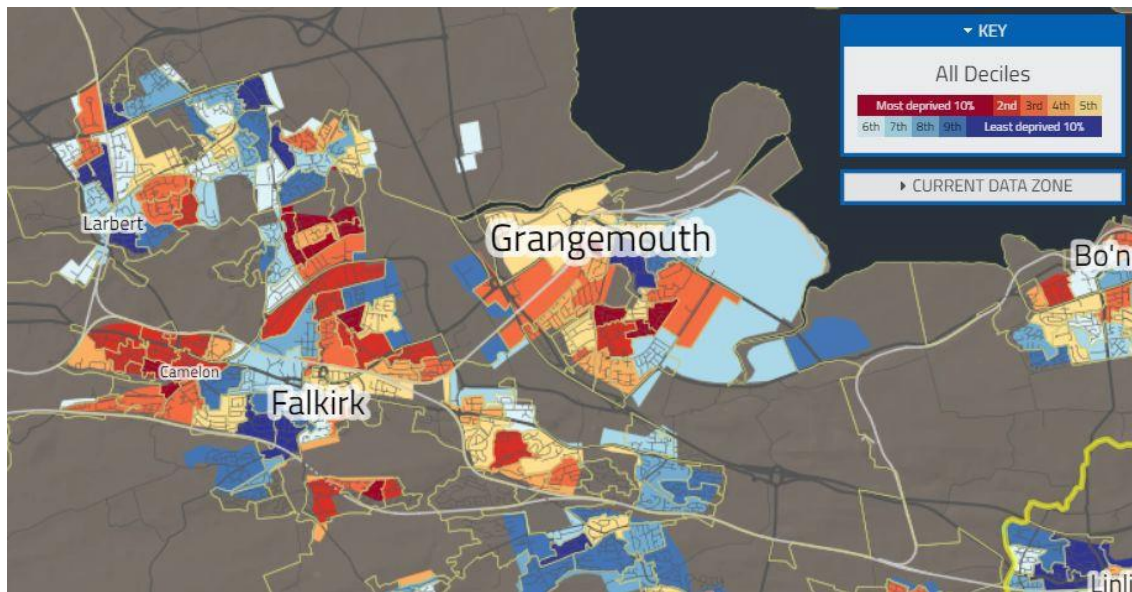 KEY
All Deciles
Most deprived 10% 2nd 3rd 4th 5th
6th 7th 8th 9th Least deprived 10%
CURRENT DATA ZONE
Larbert
Grangemouth
Bo'n
Camelon
Falkirk
Linli